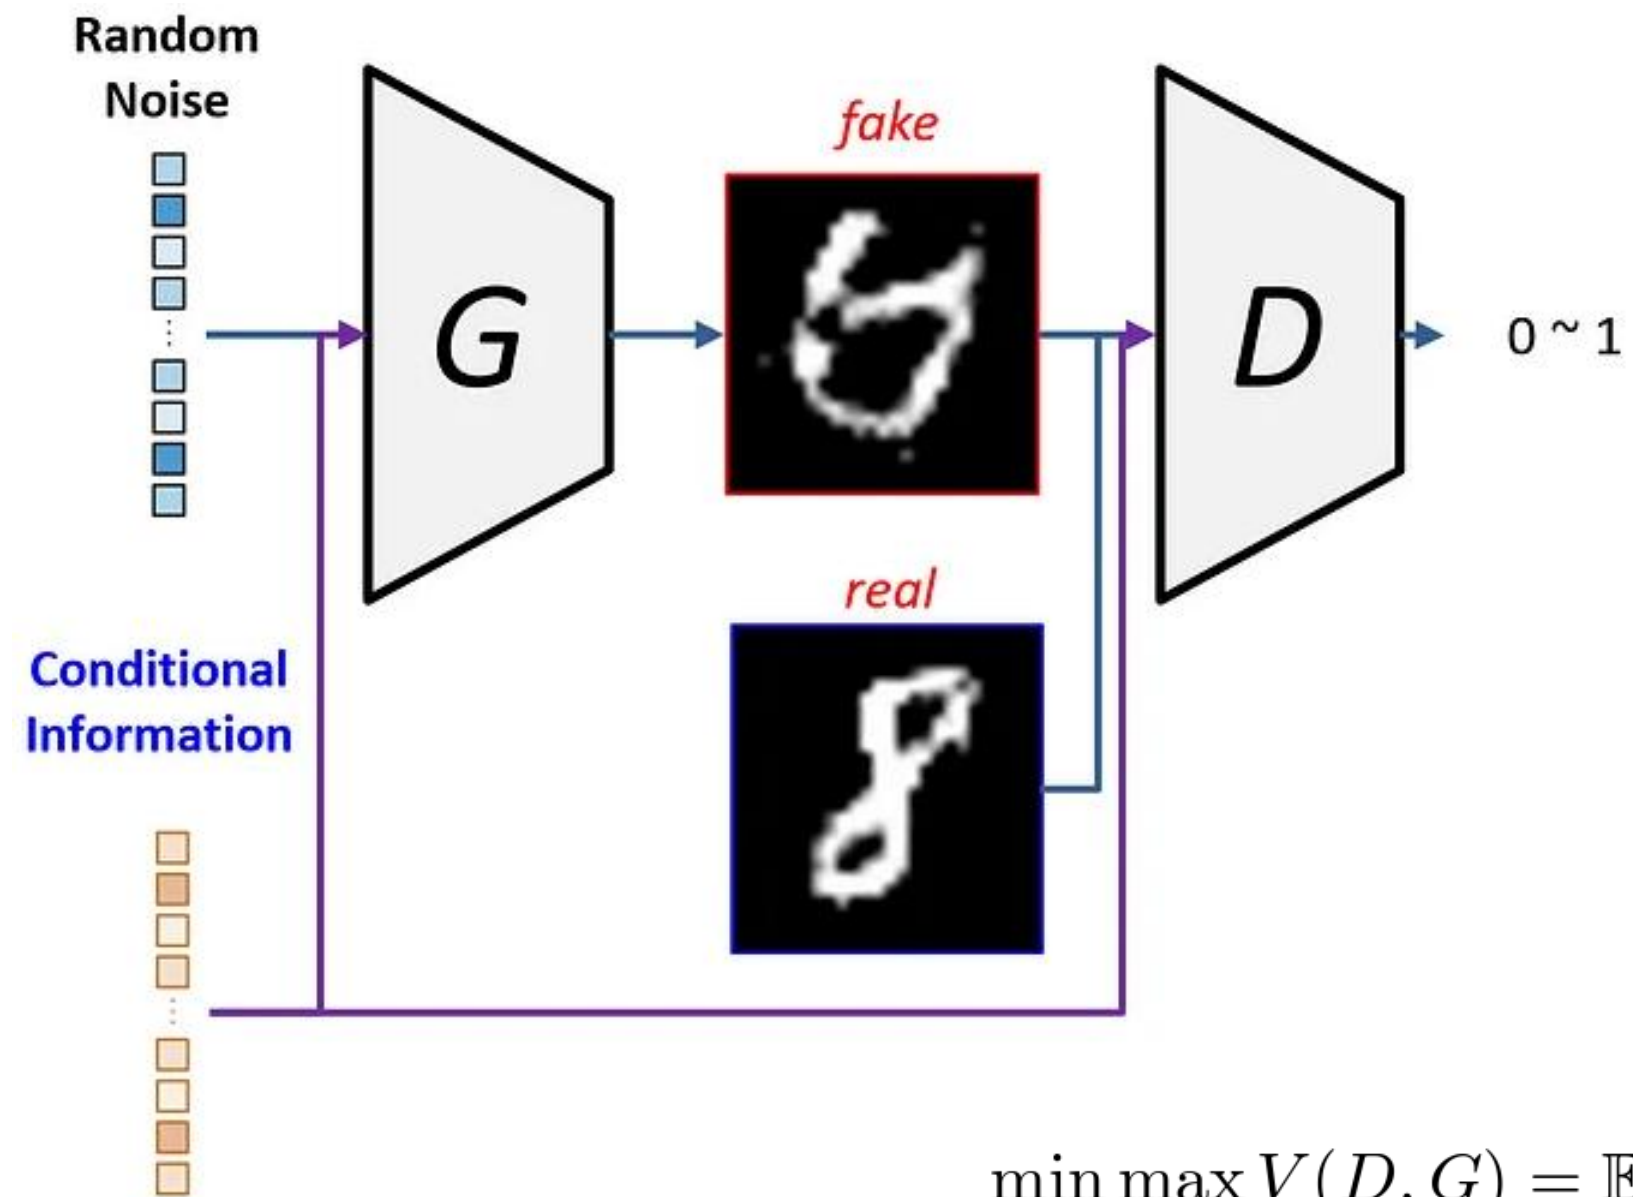 Random
Noise
fake
G
D
0 ~ 1
real
Conditional
Information
min max V(D, G) = 𝔼